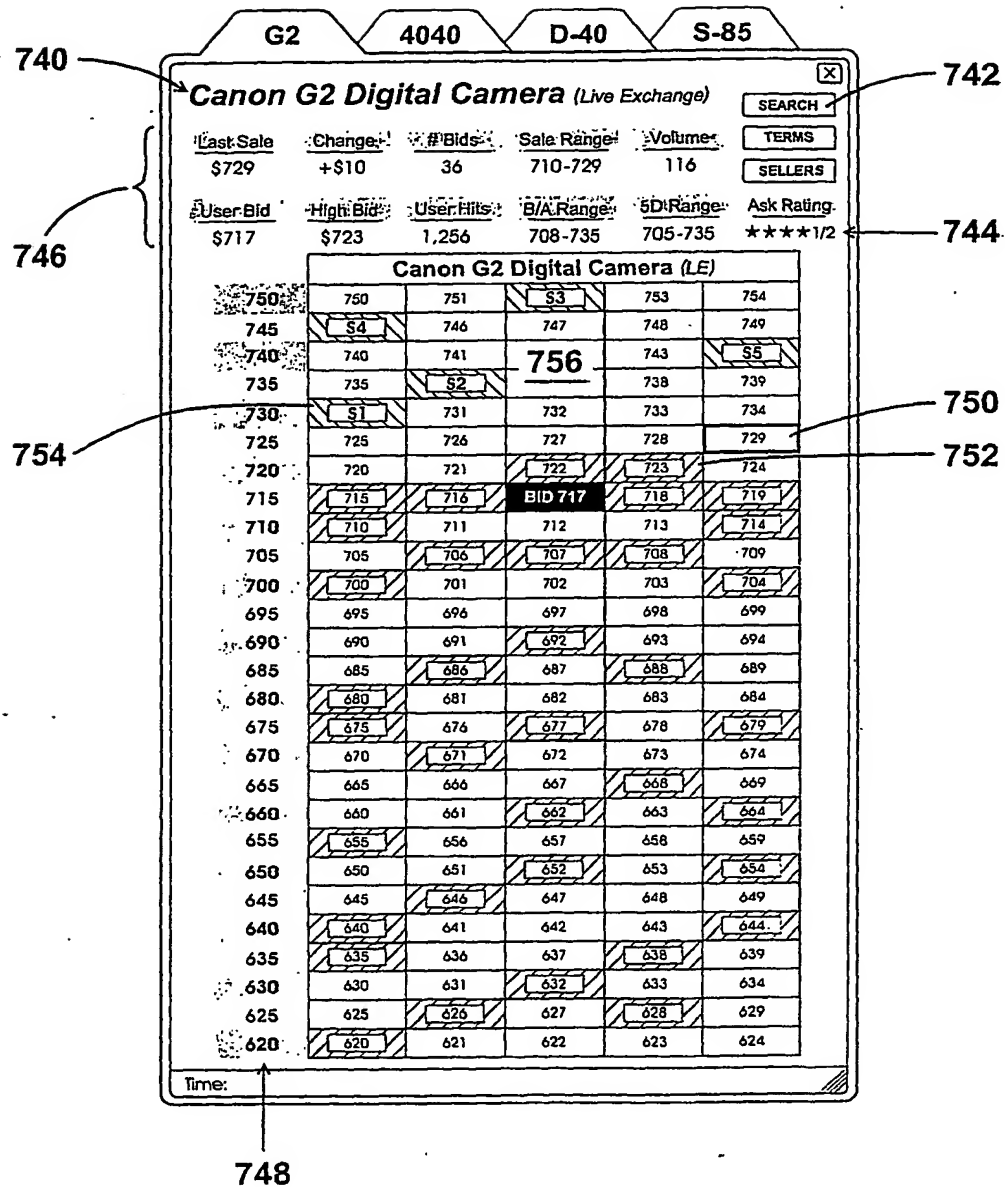 G2 4040 D-40 S-85
740
Canon G2 Digital Camera (Live Exchange)
742
SEARCH
TERMS
SELLERS
Last Sale Change #Bids Sale Range Volume
$729 +$10 36 710-729 116
746
User Bid High Bid User Hits B/A Range 5D Range Ask Rating
$717 $723 1,256 708-735 705-735 ★★★★1/2
744
Canon G2 Digital Camera (LE)
750 750 751 S3 753 754
745 S4 746 747 748 749
740 740 741 756 743 S5
735 735 S2 738 739
730 S1 731 732 733 734
750
754
725 725 726 727 728 729
752
720 720 721 722 723 724
715 715 716 BID 717 718 719
710 710 711 712 713 714
705 705 706 707 708 709
700 700 701 702 703 704
695 695 696 697 698 699
690 690 691 692 693 694
685 685 686 687 688 689
680 680 681 682 683 684
675 675 676 677 678 679
670 670 671 672 673 674
665 665 666 667 668 669
660 660 661 662 663 664
655 655 656 657 658 659
650 650 651 652 653 654
645 645 646 647 648 649
640 640 641 642 643 644
635 635 636 637 638 639
630 630 631 632 633 634
625 625 626 627 628 629
620 620 621 622 623 624
Time:
748